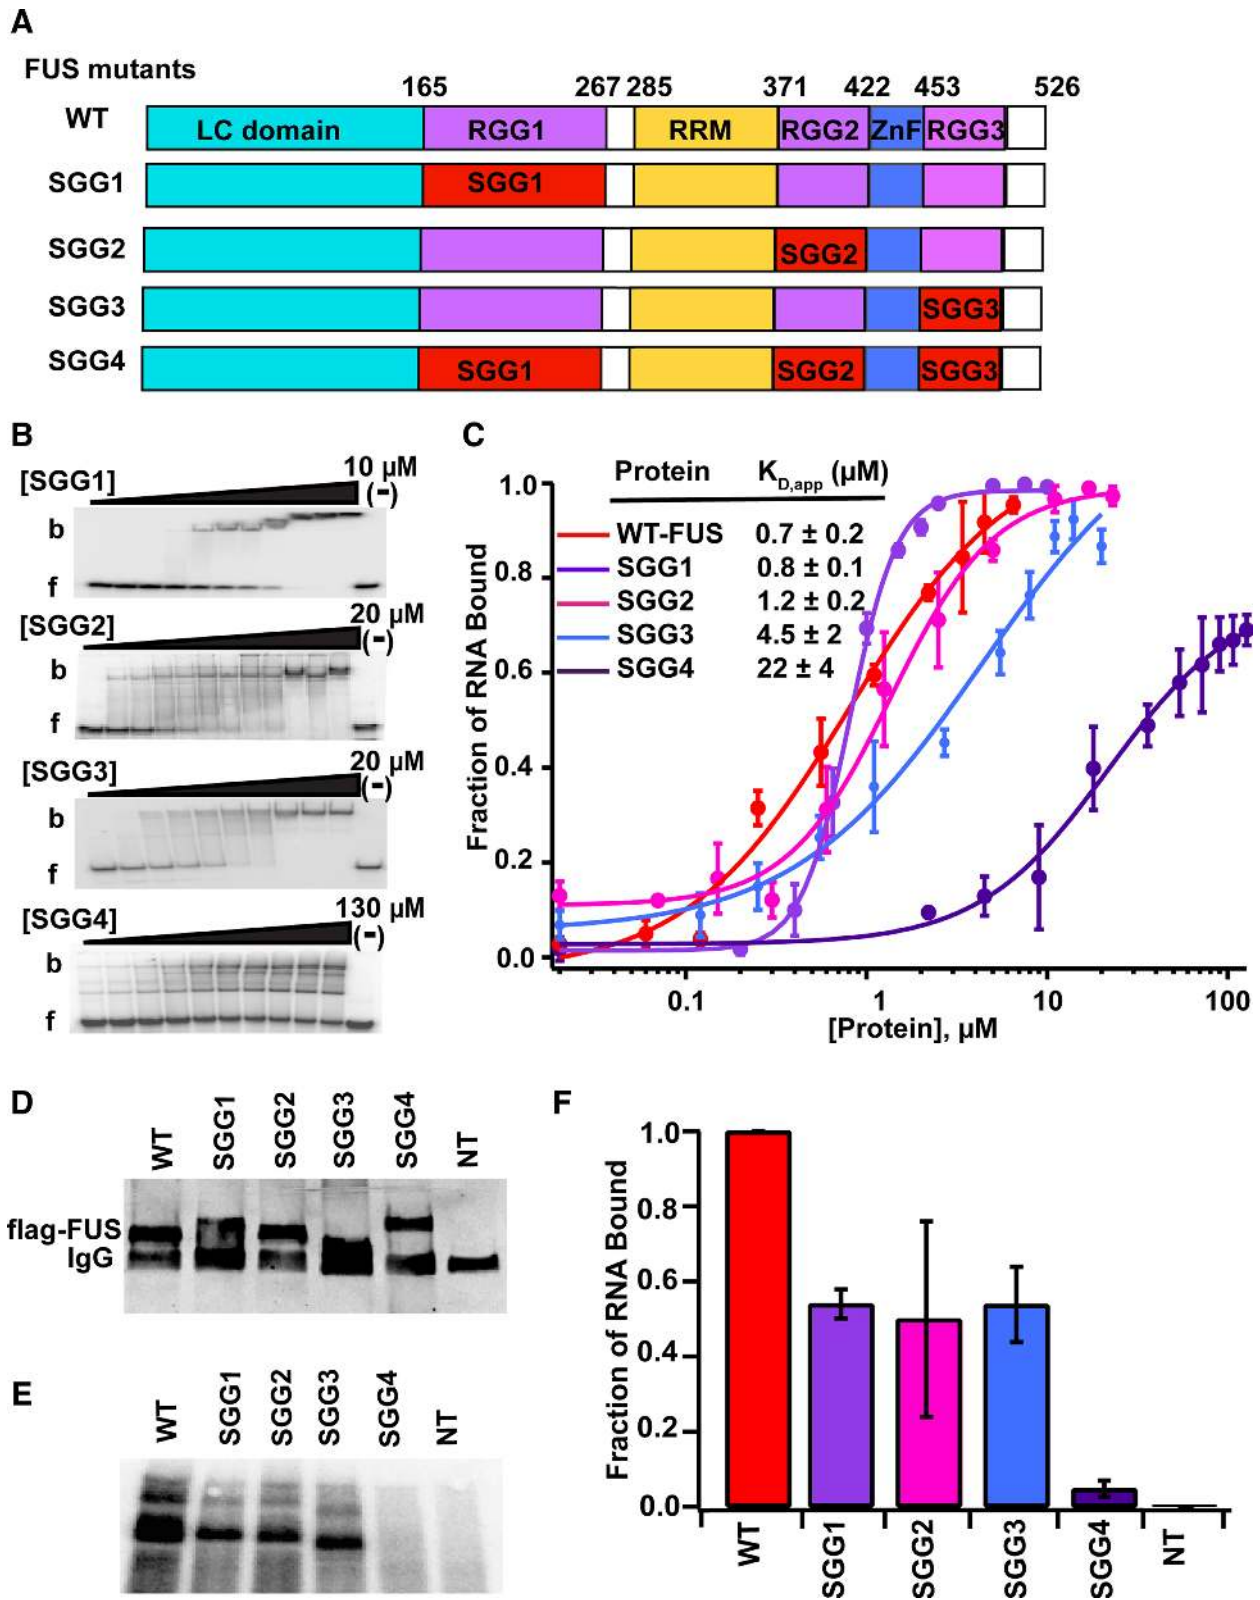 A
FUS mutants
165 267 285 371 422 453 526
WT LC domain RGG1 RRM RGG2 ZnF RGG3
SGG1 SGG1
SGG2 SGG2
SGG3 SGG3
SGG4 SGG1 SGG2 SGG3
B
[SGG1] 10 µM
(-)
b
f
[SGG2] 20 µM
(-)
b
f
[SGG3] 20 µM
(-)
b
f
[SGG4] 130 µM
(-)
b
f
C
Protein K D,app (µM)
WT-FUS 0.7 ± 0.2
SGG1 0.8 ± 0.1
SGG2 1.2 ± 0.2
SGG3 4.5 ± 2
SGG4 22 ± 4
Fraction of RNA Bound
1.0
0.8
0.6
0.4
0.2
0.0
0.1 1 10 100
[Protein], µM
D
WT SGG1 SGG2 SGG3 SGG4 NT
flag-FUS
IgG
E
WT SGG1 SGG2 SGG3 SGG4 NT
F
Fraction of RNA Bound
1.0
0.8
0.6
0.4
0.2
0.0
WT SGG1 SGG2 SGG3 SGG4 NT